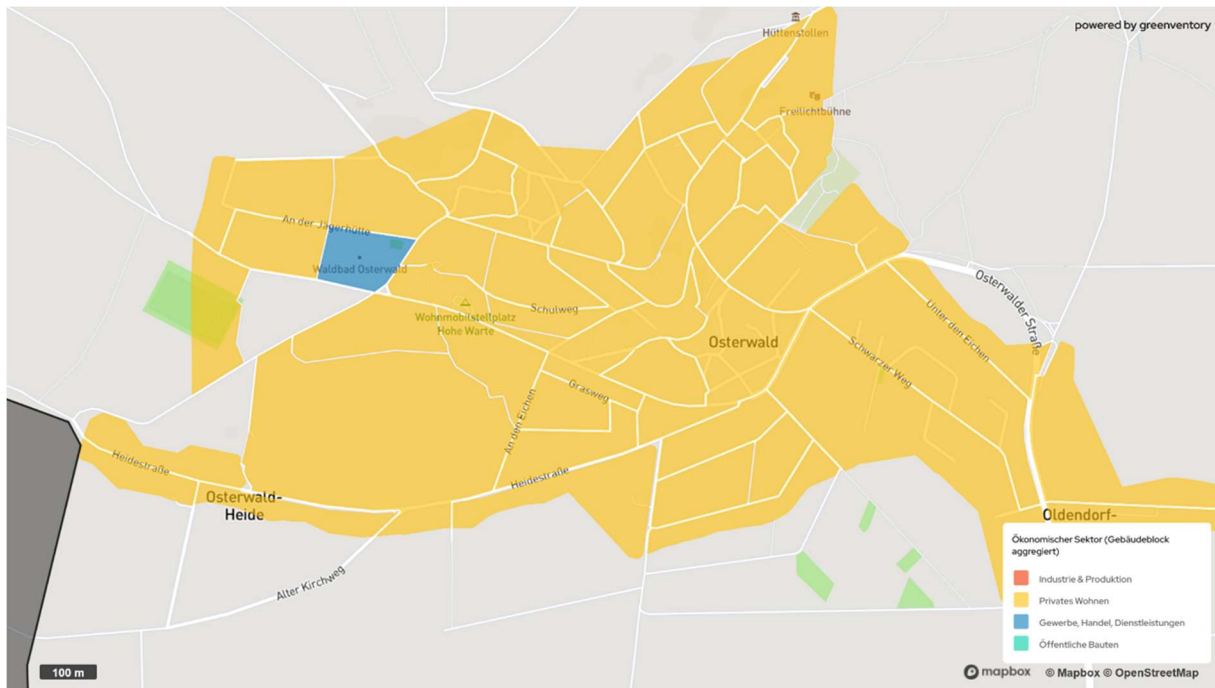 powered by greenventory
Hüttenstollen
Freilichtbühne
An der Jägerhütte
Waldbad Osterwald
Osterwalder Straße
Wohnmobilstellplatz
Hohe Warte
Schulweg
Unter den Eichen
Osterwald
Schwarzer Weg
Grasweg
An den Eichen
Heidestraße
Heidestraße
Osterwald-
Heide
Oldendorf-
Alter Kirchweg
Ökonomischer Sektor (Gebäudeblock
aggregiert)
Industrie & Produktion
Privates Wohnen
Gewerbe, Handel, Dienstleistungen
Öffentliche Bauten
100 m
mapbox © Mapbox © OpenStreetMap